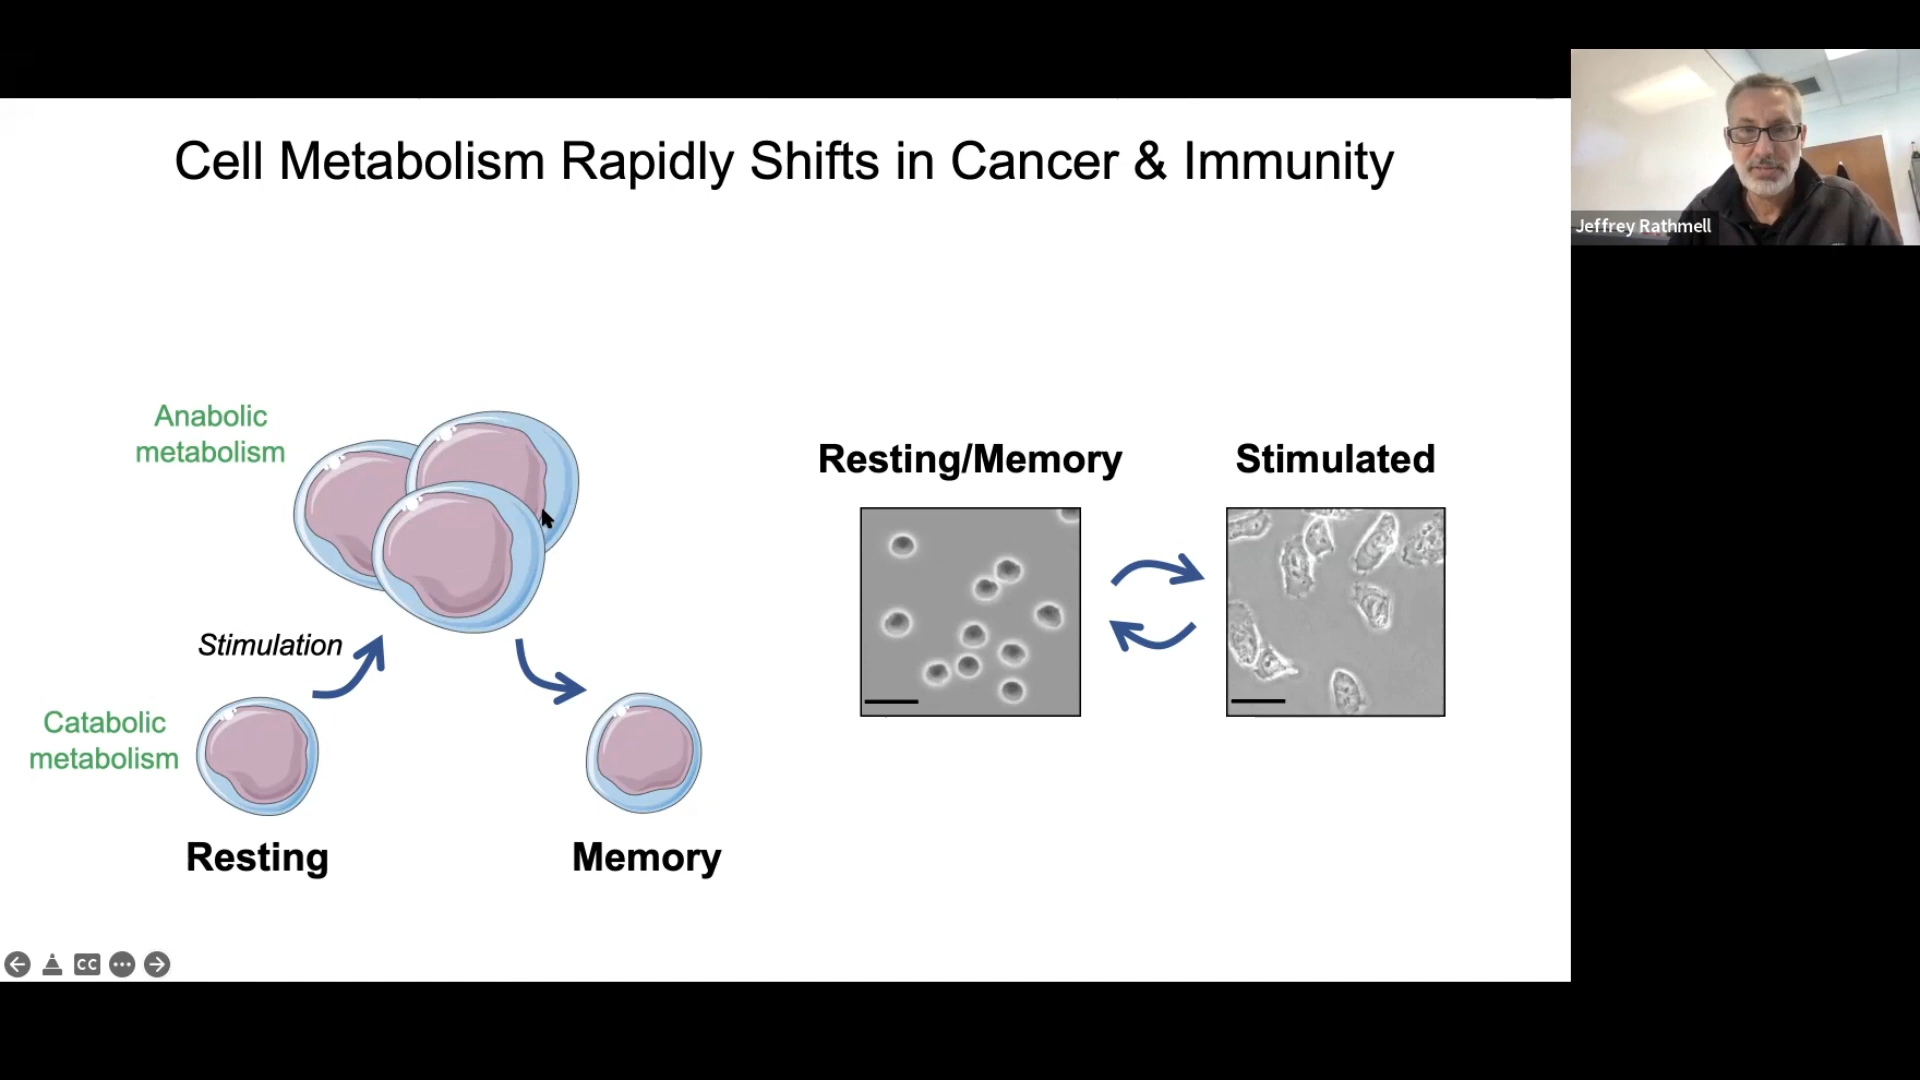 Cell Metabolism Rapidly Shifts in Cancer & Immunity
Jeffrey Rathmell
Anabolic
metabolism
Stimulation
Catabolic
metabolism
Resting
Memory
Resting/Memory
Stimulated
CC